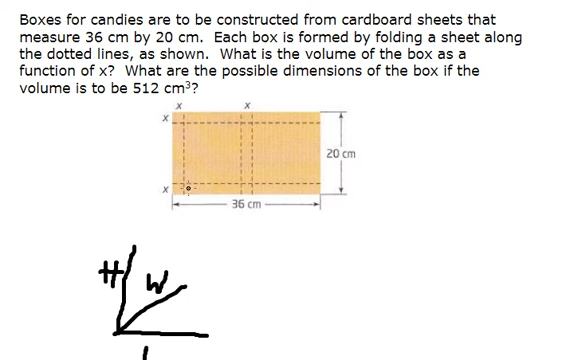 Boxes for candies are to be constructed from cardboard sheets that
measure 36 cm by 20 cm.  Each box is formed by folding a sheet along
the dotted lines, as shown.  What is the volume of the box as a
function of x?  What are the possible dimensions of the box if the
volume is to be 512 cm³?
x x
x
20 cm
x
36 cm
H W